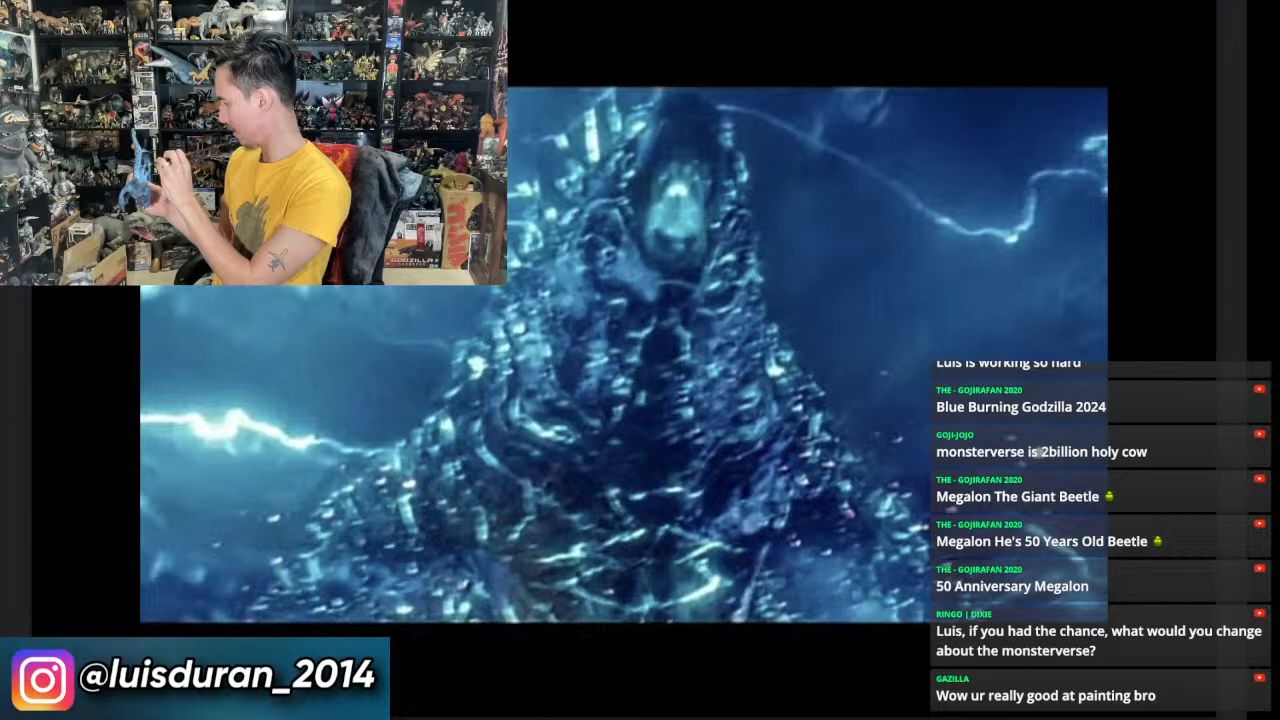 GODZILLA
Luis is working so hard
THE - GOJIRAFAN 2020
Blue Burning Godzilla 2024
GOJI-JOJO
monsterverse is 2billion holy cow
THE - GOJIRAFAN 2020
Megalon The Giant Beetle
THE - GOJIRAFAN 2020
Megalon He's 50 Years Old Beetle
THE - GOJIRAFAN 2020
50 Anniversary Megalon
RINGO | DIXIE
Luis, if you had the chance, what would you change
about the monsterverse?
GAZILLA
Wow ur really good at painting bro
@luisduran_2014